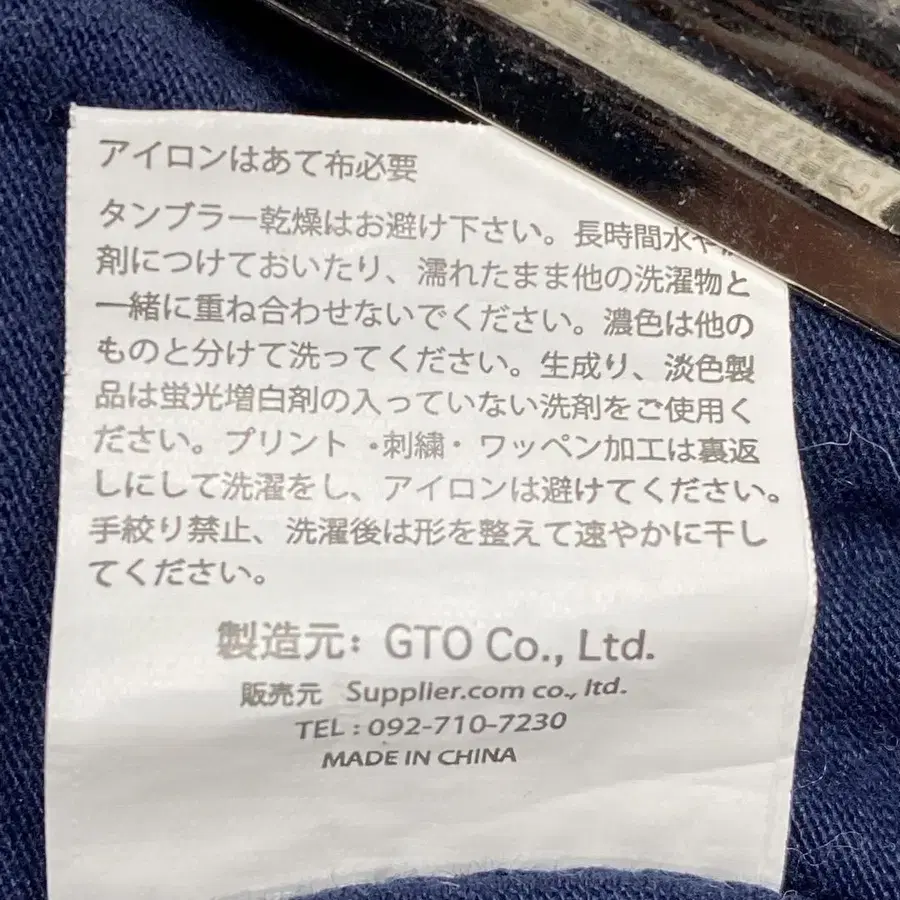 アイロンはあて布必要
タンブラー乾燥はお避け下さい。長時間水や
剤につけておいたり、濡れたまま他の洗濯物と
一緒に重ね合わせないでください。濃色は他の
ものと分けて洗ってください。生成り、淡色製
品は蛍光増白剤の入っていない洗剤をご使用く
ださい。プリント・刺繍・ワッペン加工は裏返
しにして洗濯をし、アイロンは避けてください。
手絞り禁止、洗濯後は形を整えて速やかに干し
てください。
製造元: GTO Co., Ltd.
販売元 Supplier.com co., ltd.
TEL : 092-710-7230
MADE IN CHINA